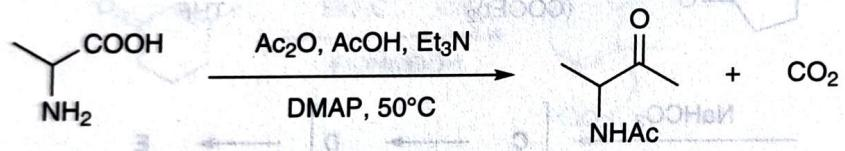 COOH
NH₂
Ac₂O, AcOH, Et₃N
DMAP, 50°C
O
NHAc
+
CO₂